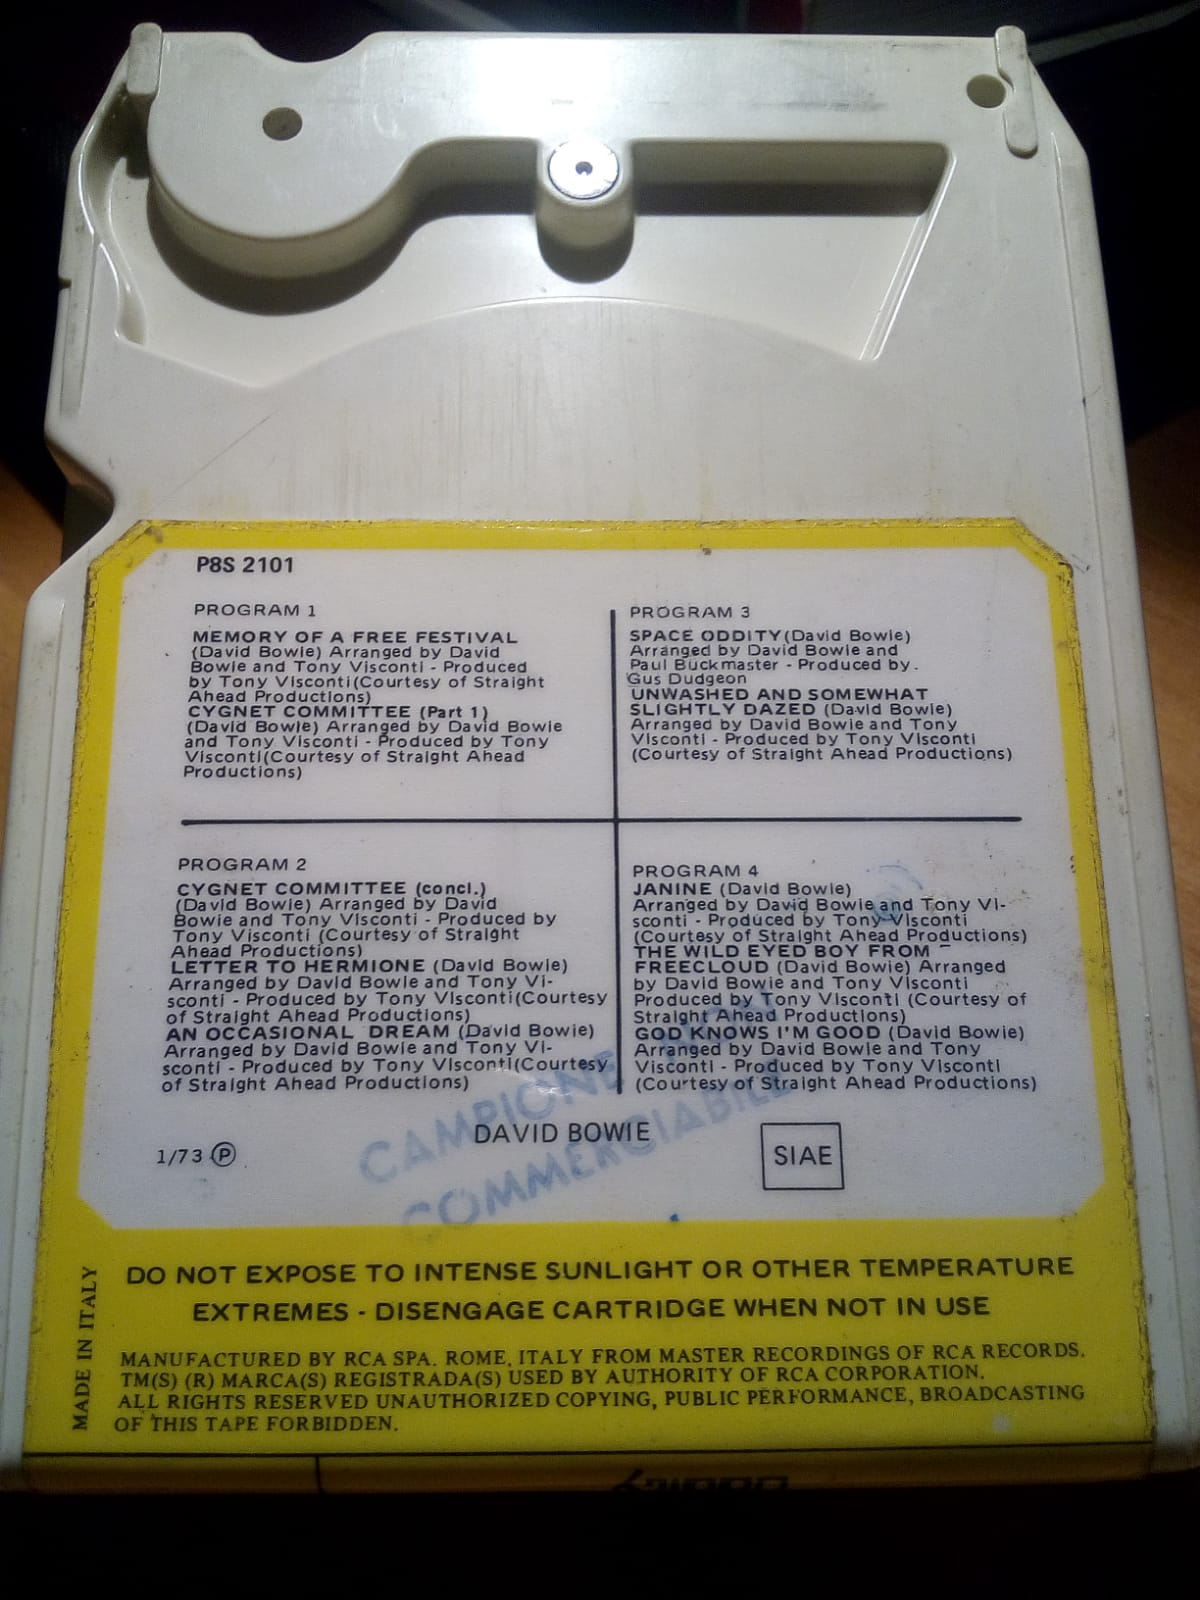 P8S 2101
PROGRAM 1
MEMORY OF A FREE FESTIVAL
(David Bowie) Arranged by David
Bowie and Tony Visconti - Produced
by Tony Visconti(Courtesy of Straight
Ahead Productions)
CYGNET COMMITTEE (Part 1)
(David Bowie) Arranged by David Bowie
and Tony Visconti - Produced by Tony
Visconti(Courtesy of Straight Ahead
Productions)
PROGRAM 3
SPACE ODDITY(David Bowie)
Arranged by David Bowie and
Paul Buckmaster - Produced by.
Gus Dudgeon
UNWASHED AND SOMEWHAT
SLIGHTLY DAZED (David Bowie)
Arranged by David Bowie and Tony
Visconti - Produced by Tony Visconti
(Courtesy of Straight Ahead Productions)
PROGRAM 2
CYGNET COMMITTEE (concl.)
(David Bowie) Arranged by David
Bowie and Tony Visconti - Produced by
Tony Visconti (Courtesy of Straight
Ahead Productions)
LETTER TO HERMIONE (David Bowie)
Arranged by David Bowie and Tony Vi-
sconti - Produced by Tony Visconti(Courtesy
of Straight Ahead Productions)
AN OCCASIONAL DREAM (David Bowie)
Arranged by David Bowie and Tony Vi-
sconti - Produced by Tony Visconti(Courtesy
of Straight Ahead Productions)
PROGRAM 4
JANINE (David Bowie)
Arranged by David Bowie and Tony Vi-
sconti - Produced by Tony Visconti
(Courtesy of Straight Ahead Productions)
THE WILD EYED BOY FROM
FREECLOUD (David Bowie) Arranged
by David Bowie and Tony Visconti
Produced by Tony Visconti (Courtesy of
Straight Ahead Productions)
GOD KNOWS I'M GOOD (David Bowie)
Arranged by David Bowie and Tony
Visconti - Produced by Tony Visconti
(Courtesy of Straight Ahead Productions)
CAMPIONE NON
COMMERCIABILE
DAVID BOWIE
1/73 Ⓟ
SIAE
MADE IN ITALY
DO NOT EXPOSE TO INTENSE SUNLIGHT OR OTHER TEMPERATURE
EXTREMES - DISENGAGE CARTRIDGE WHEN NOT IN USE
MANUFACTURED BY RCA SPA. ROME, ITALY FROM MASTER RECORDINGS OF RCA RECORDS.
TM(S) (R) MARCA(S) REGISTRADA(S) USED BY AUTHORITY OF RCA CORPORATION.
ALL RIGHTS RESERVED UNAUTHORIZED COPYING, PUBLIC PERFORMANCE, BROADCASTING
OF THIS TAPE FORBIDDEN.